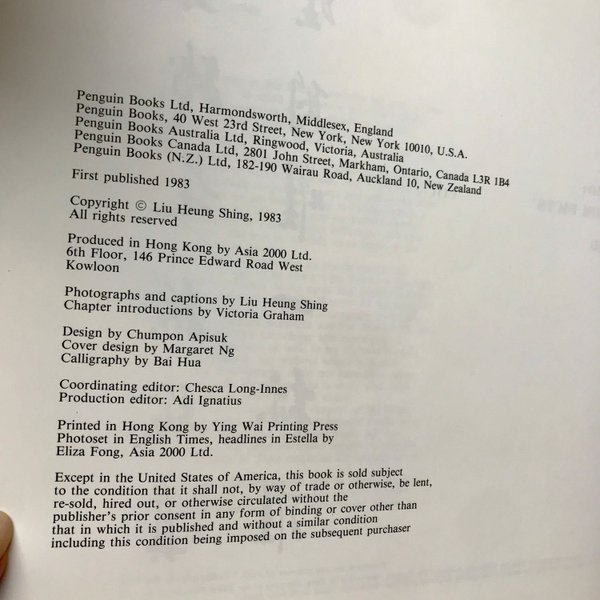 Penguin Books Ltd, Harmondsworth, Middlesex, England
Penguin Books, 40 West 23rd Street, New York, New York 10010, U.S.A.
Penguin Books Australia Ltd, Ringwood, Victoria, Australia
Penguin Books Canada Ltd, 2801 John Street, Markham, Ontario, Canada L3R 1B4
Penguin Books (N.Z.) Ltd, 182-190 Wairau Road, Auckland 10, New Zealand
First published 1983
Copyright © Liu Heung Shing, 1983
All rights reserved
Produced in Hong Kong by Asia 2000 Ltd.
6th Floor, 146 Prince Edward Road West
Kowloon
Photographs and captions by Liu Heung Shing
Chapter introductions by Victoria Graham
Design by Chumpon Apisuk
Cover design by Margaret Ng
Calligraphy by Bai Hua
Coordinating editor: Chesca Long-Innes
Production editor: Adi Ignatius
Printed in Hong Kong by Ying Wai Printing Press
Photoset in English Times, headlines in Estella by
Eliza Fong, Asia 2000 Ltd.
Except in the United States of America, this book is sold subject
to the condition that it shall not, by way of trade or otherwise, be lent,
re-sold, hired out, or otherwise circulated without the
publisher's prior consent in any form of binding or cover other than
that in which it is published and without a similar condition
including this condition being imposed on the subsequent purchaser